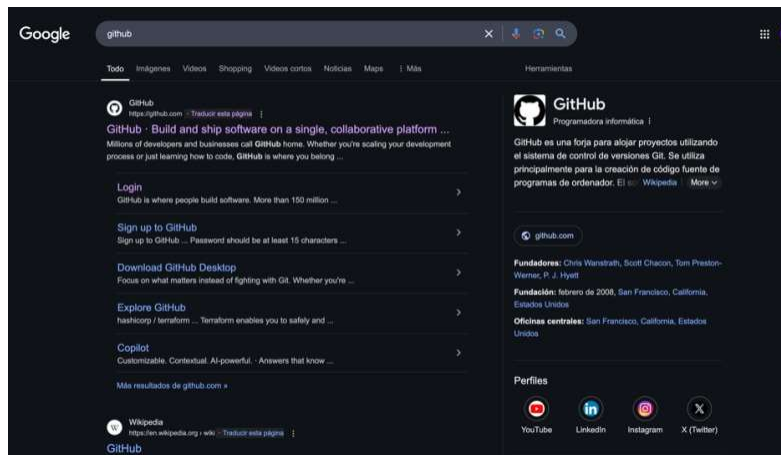 Google
github
Todo Imágenes Videos Shopping Videos cortos Noticias Maps Más Herramientas
GitHub
https://github.com · Traducir esta página
GitHub · Build and ship software on a single, collaborative platform ...
Millions of developers and businesses call GitHub home. Whether you're scaling your development
process or just learning how to code, GitHub is where you belong ...
Login
GitHub is where people build software. More than 150 million ...
Sign up to GitHub
Sign up to GitHub ... Password should be at least 15 characters ...
Download GitHub Desktop
Focus on what matters instead of fighting with Git. Whether you're ...
Explore GitHub
hashicorp / terraform ... Terraform enables you to safely and ...
Copilot
Customizable. Contextual. AI-powerful. · Answers that know ...
Más resultados de github.com »
W
Wikipedia
https://en.wikipedia.org › wiki · Traducir esta página
GitHub
GitHub
Programadora informática
GitHub es una forja para alojar proyectos utilizando
el sistema de control de versiones Git. Se utiliza
principalmente para la creación de código fuente de
programas de ordenador. El Wikipedia More
github.com
Fundadores: Chris Wanstrath, Scott Chacon, Tom Preston-
Werner, P. J. Hyett
Fundación: febrero de 2008, San Francisco, California,
Estados Unidos
Oficinas centrales: San Francisco, California, Estados
Unidos
Perfiles
YouTube LinkedIn Instagram X (Twitter)